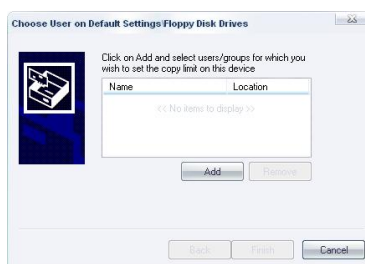 Choose User on Default Settings\Floppy Disk Drives
Click on Add and select users/groups for which you
wish to set the copy limit on this device
Name Location
<< No items to display >>
Add Remove
Back Finish Cancel